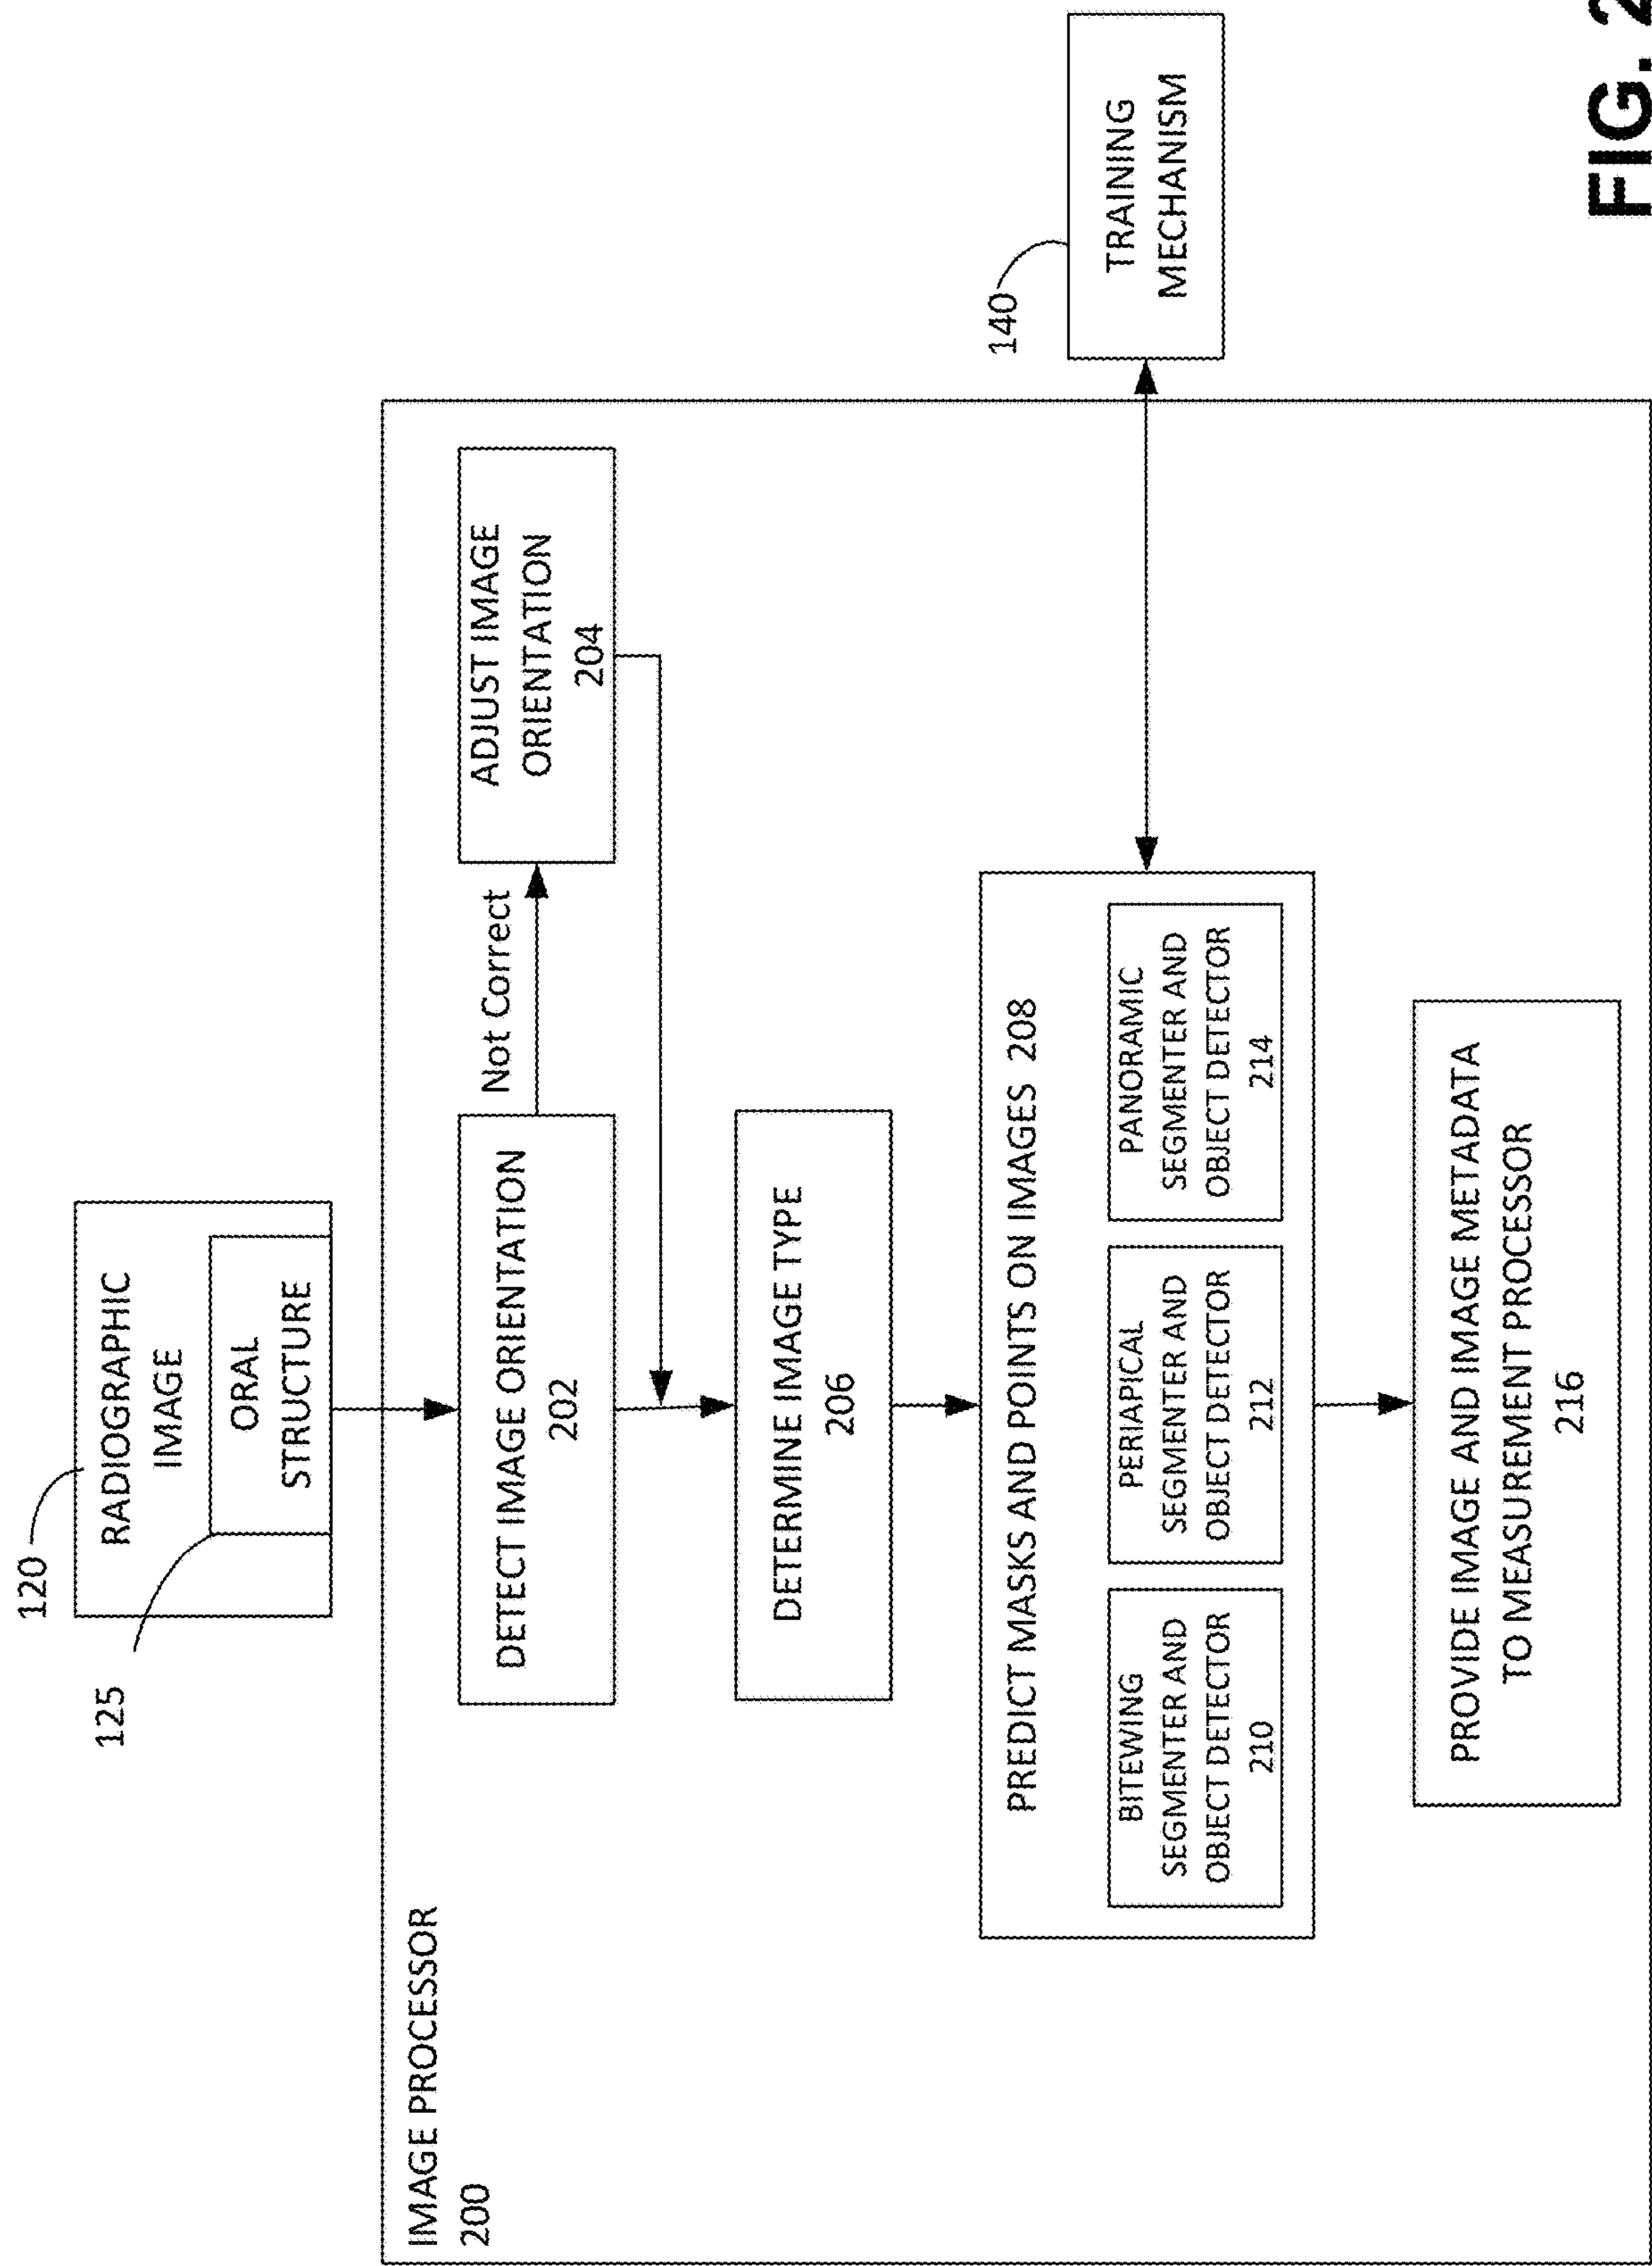 120
RADIOGRAPHIC
IMAGE
125
ORAL
STRUCTURE
IMAGE PROCESSOR
200
DETECT IMAGE ORIENTATION
202
Not Correct
ADJUST IMAGE
ORIENTATION
204
DETERMINE IMAGE TYPE
206
PREDICT MASKS AND POINTS ON IMAGES 208
BITEWING
SEGMENTER AND
OBJECT DETECTOR
210
PERIAPICAL
SEGMENTER AND
OBJECT DETECTOR
212
PANORAMIC
SEGMENTER AND
OBJECT DETECTOR
214
140
TRAINING
MECHANISM
PROVIDE IMAGE AND IMAGE METADATA
TO MEASUREMENT PROCESSOR
216
FIG. 2